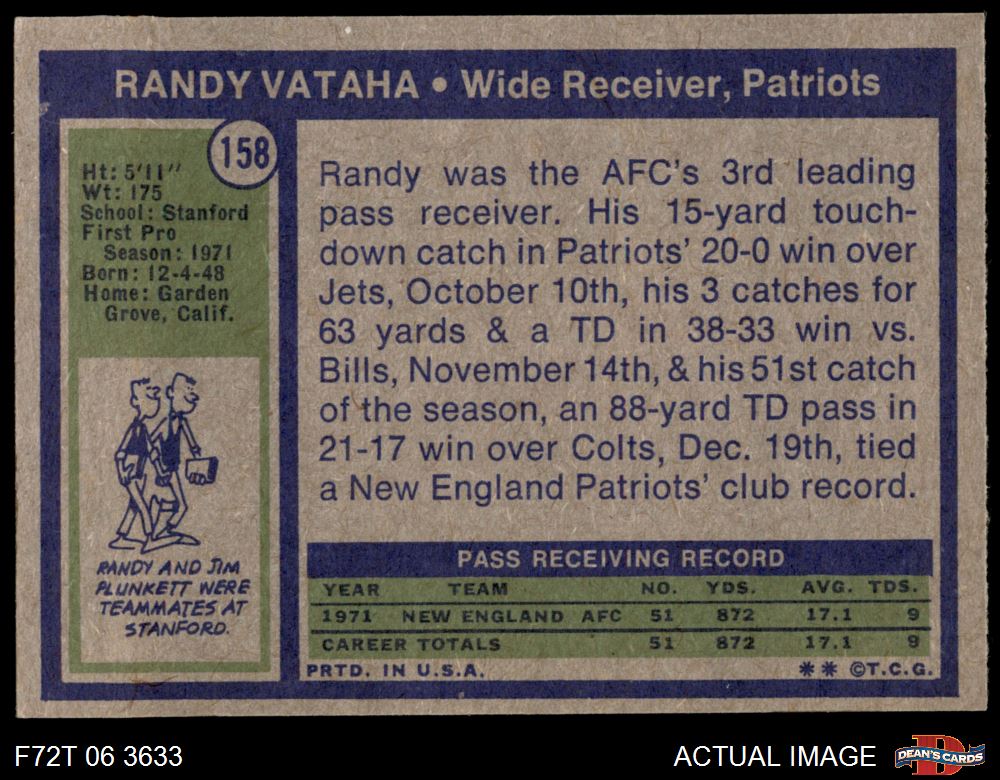 RANDY VATAHA • Wide Receiver, Patriots
158
Ht: 5'11"
Wt: 175
School: Stanford
First Pro
Season: 1971
Born: 12-4-48
Home: Garden
Grove, Calif.
RANDY AND JIM
PLUNKETT WERE
TEAMMATES AT
STANFORD.
Randy was the AFC's 3rd leading
pass receiver. His 15-yard touch-
down catch in Patriots' 20-0 win over
Jets, October 10th, his 3 catches for
63 yards & a TD in 38-33 win vs.
Bills, November 14th, & his 51st catch
of the season, an 88-yard TD pass in
21-17 win over Colts, Dec. 19th, tied
a New England Patriots' club record.
PASS RECEIVING RECORD
YEAR TEAM NO. YDS. AVG. TDS.
1971 NEW ENGLAND AFC 51 872 17.1 9
CAREER TOTALS 51 872 17.1 9
PRTD. IN U.S.A. ** ©T.C.G.
F72T 06 3633 ACTUAL IMAGE D DEAN'S CARDS